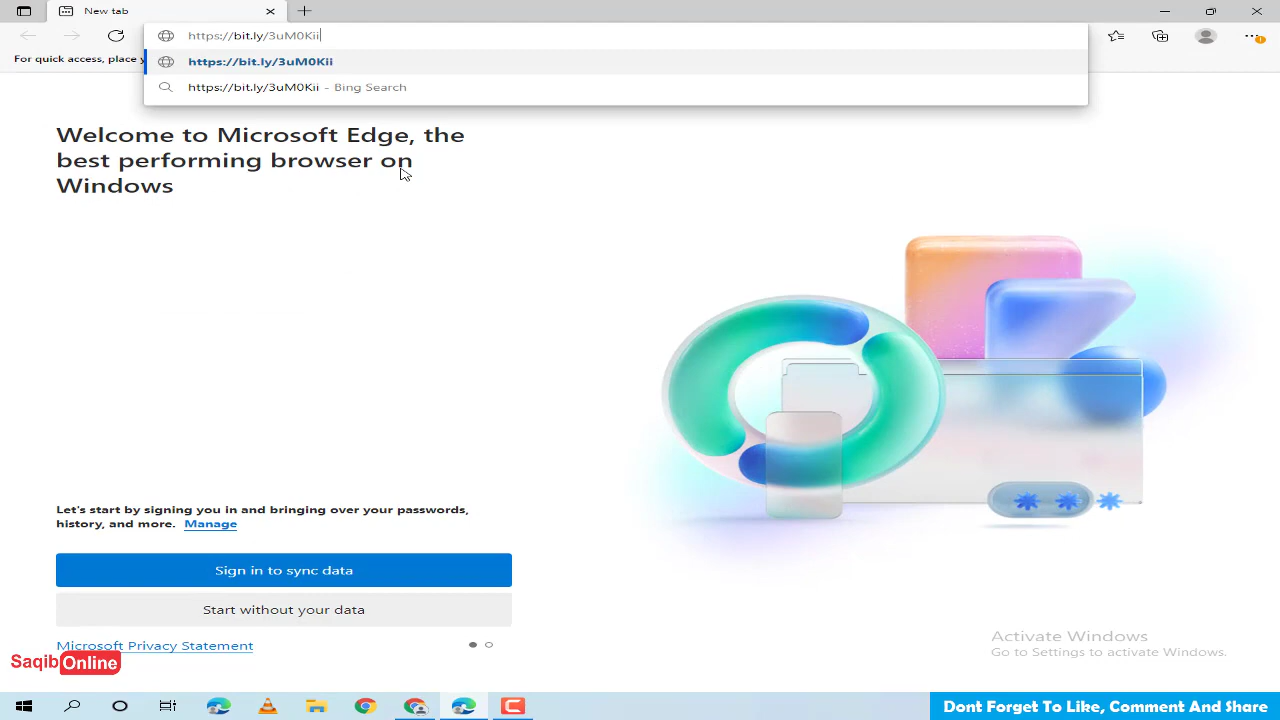 New tab
https://bit.ly/3uM0Kii
For quick access, place y
https://bit.ly/3uM0Kii
https://bit.ly/3uM0Kii - Bing Search
Welcome to Microsoft Edge, the
best performing browser on
Windows
Let's start by signing you in and bringing over your passwords,
history, and more. Manage
Sign in to sync data
Start without your data
Microsoft Privacy Statement
Activate Windows
Go to Settings to activate Windows.
Saqib Online
Dont Forget To Like, Comment And Share